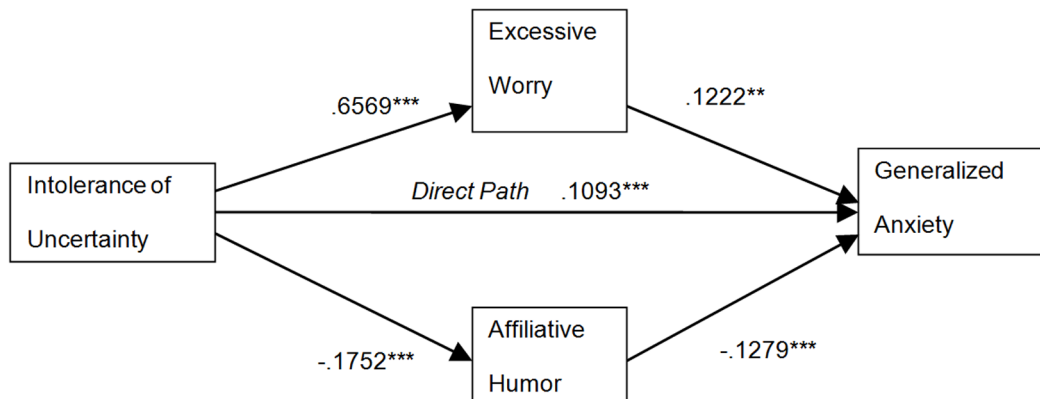 Excessive
Worry
.6569***
.1222**
Intolerance of
Uncertainty
Direct Path .1093***
Generalized
Anxiety
Affiliative
Humor
-.1752***
-.1279***